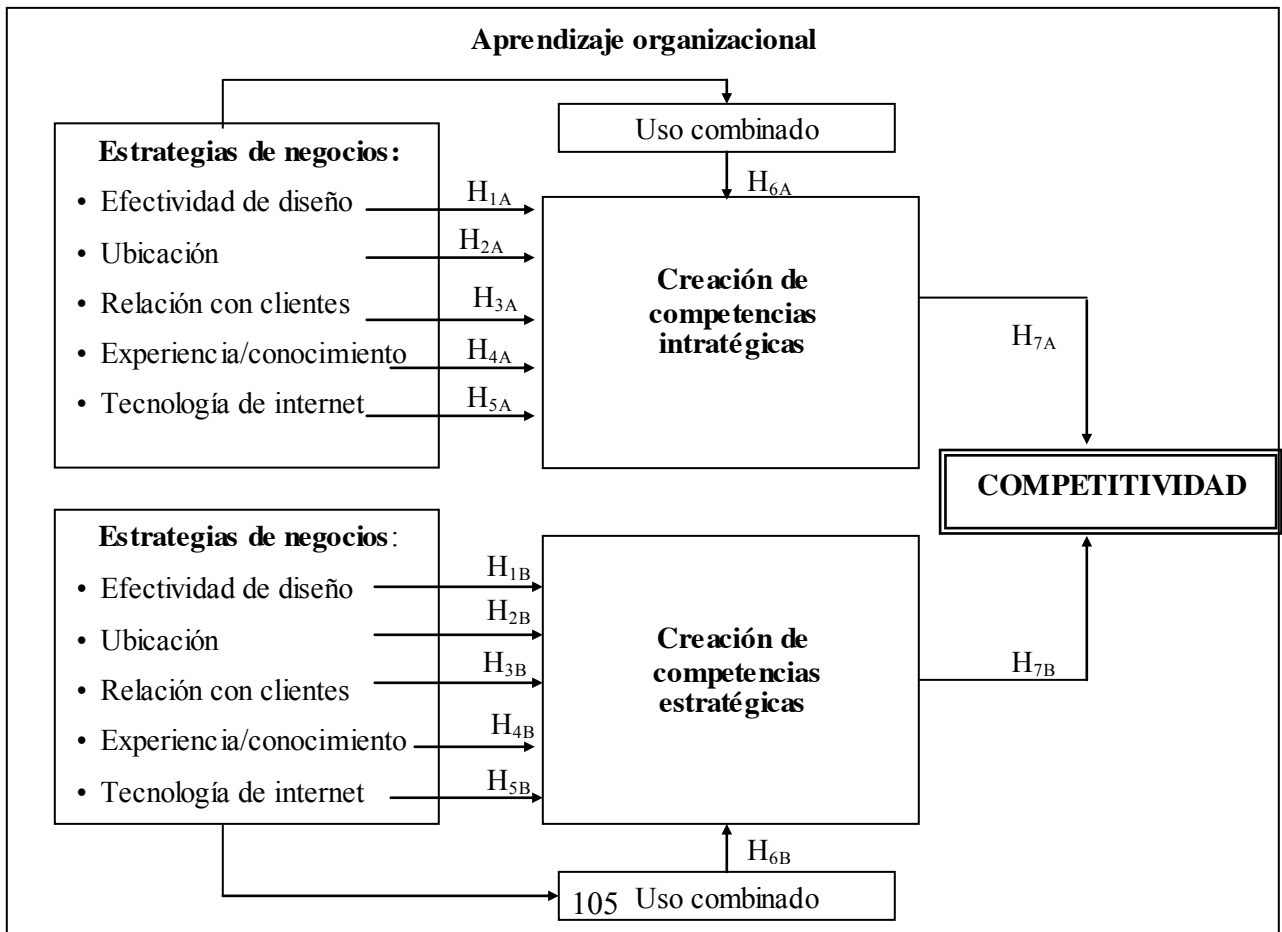 Aprendizaje organizacional
Uso combinado
H6A
Estrategias de negocios:
• Efectividad de diseño
• Ubicación
• Relación con clientes
• Experiencia/conocimiento
• Tecnología de internet
H1A
H2A
H3A
H4A
H5A
Creación de
competencias
intratégicas
H7A
COMPETITIVIDAD
Estrategias de negocios:
• Efectividad de diseño
• Ubicación
• Relación con clientes
• Experiencia/conocimiento
• Tecnología de internet
H1B
H2B
H3B
H4B
H5B
Creación de
competencias
estratégicas
H7B
H6B
105 Uso combinado